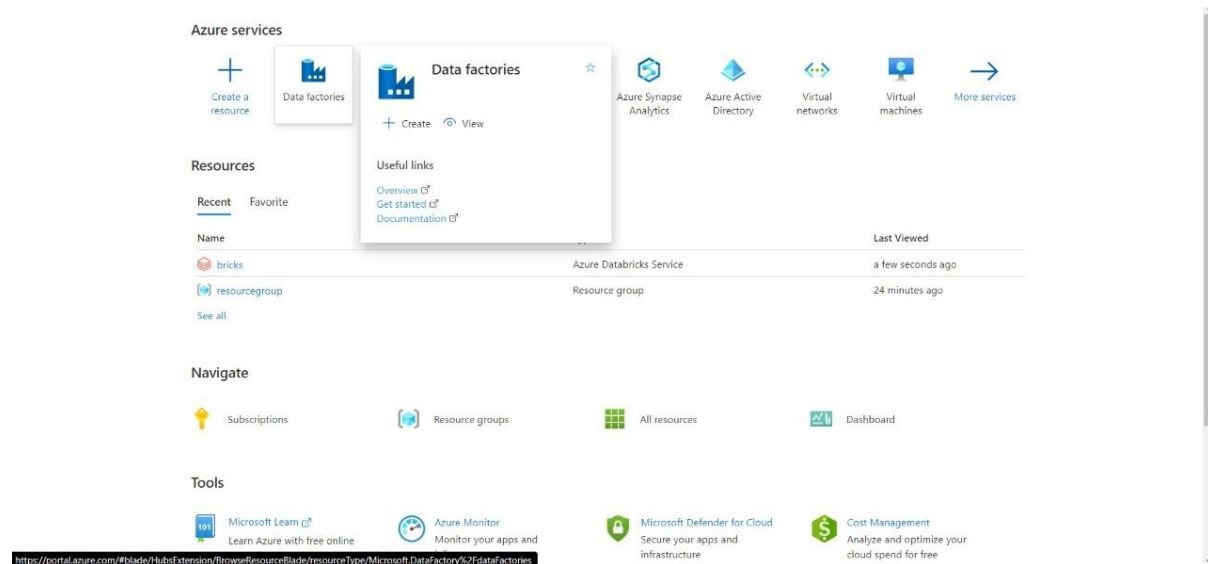 Azure services
Create a resource
Data factories
Data factories
Create
View
Useful links
Overview
Get started
Documentation
Azure Synapse Analytics
Azure Active Directory
Virtual networks
Virtual machines
More services
Resources
Recent Favorite
Name Last Viewed
bricks Azure Databricks Service a few seconds ago
resourcegroup Resource group 24 minutes ago
See all
Navigate
Subscriptions Resource groups All resources Dashboard
Tools
101
Microsoft Learn
Learn Azure with free online
Azure Monitor
Monitor your apps and
Microsoft Defender for Cloud
Secure your apps and
infrastructure
Cost Management
Analyze and optimize your
cloud spend for free
https://portal.azure.com/#blade/HubsExtension/BrowseResourceBlade/resourceType/Microsoft.DataFactory%2FdataFactories